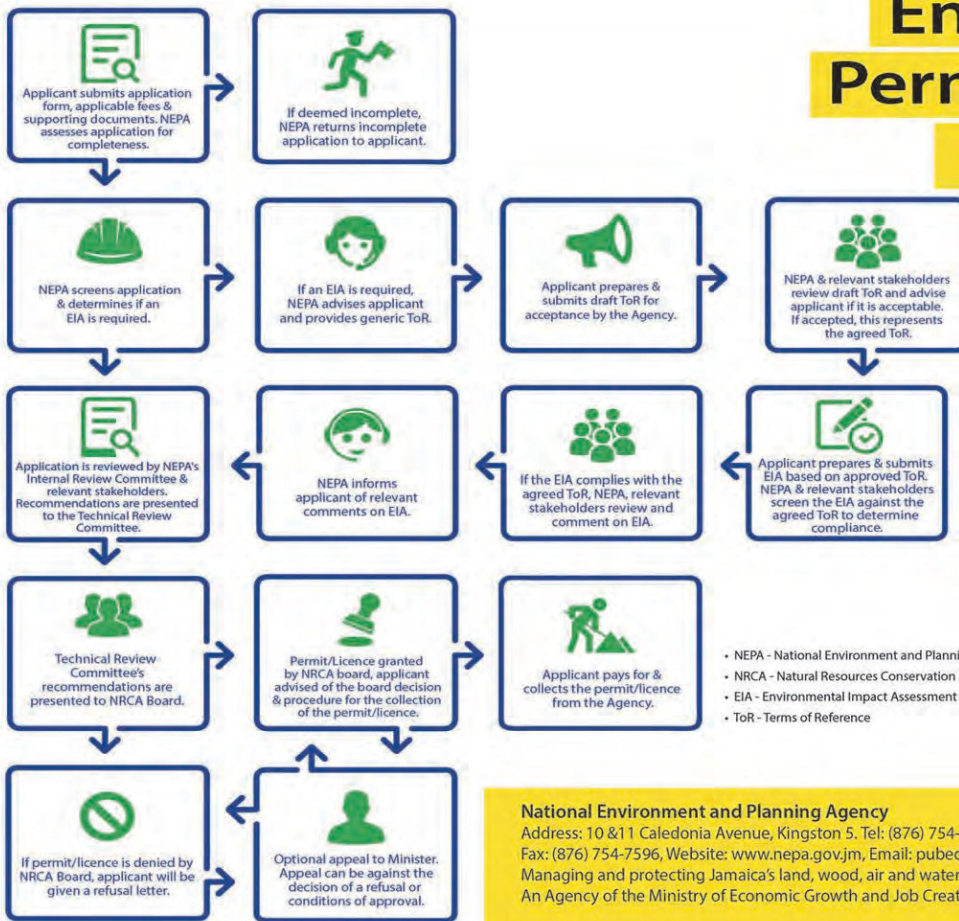 En
Perm
Applicant submits application
form, applicable fees &
supporting documents. NEPA
assesses application for
completeness.
If deemed incomplete,
NEPA returns incomplete
application to applicant.
NEPA screens application
& determines if an
EIA is required.
If an EIA is required,
NEPA advises applicant
and provides generic ToR.
Applicant prepares &
submits draft ToR for
acceptance by the Agency.
NEPA & relevant stakeholders
review draft ToR and advise
applicant if it is acceptable.
If accepted, this represents
the agreed ToR.
Application is reviewed by NEPA's
Internal Review Committee &
relevant stakeholders.
Recommendations are presented
to the Technical Review
Committee.
NEPA informs
applicant of relevant
comments on EIA.
If the EIA complies with the
agreed ToR, NEPA, relevant
stakeholders review and
comment on EIA.
Applicant prepares & submits
EIA based on approved ToR.
NEPA & relevant stakeholders
screen the EIA against the
agreed ToR to determine
compliance.
Technical Review
Committee's
recommendations are
presented to NRCA Board.
Permit/Licence granted
by NRCA board, applicant
advised of the board decision
& procedure for the collection
of the permit/licence.
Applicant pays for &
collects the permit/licence
from the Agency.
• NEPA - National Environment and Planni
• NRCA - Natural Resources Conservation
• EIA - Environmental Impact Assessment
• ToR - Terms of Reference
If permit/licence is denied by
NRCA Board, applicant will be
given a refusal letter.
Optional appeal to Minister.
Appeal can be against the
decision of a refusal or
conditions of approval.
National Environment and Planning Agency
Address: 10 &11 Caledonia Avenue, Kingston 5. Tel: (876) 754-
Fax: (876) 754-7596, Website: www.nepa.gov.jm, Email: pubed
Managing and protecting Jamaica's land, wood, air and water
An Agency of the Ministry of Economic Growth and Job Creat